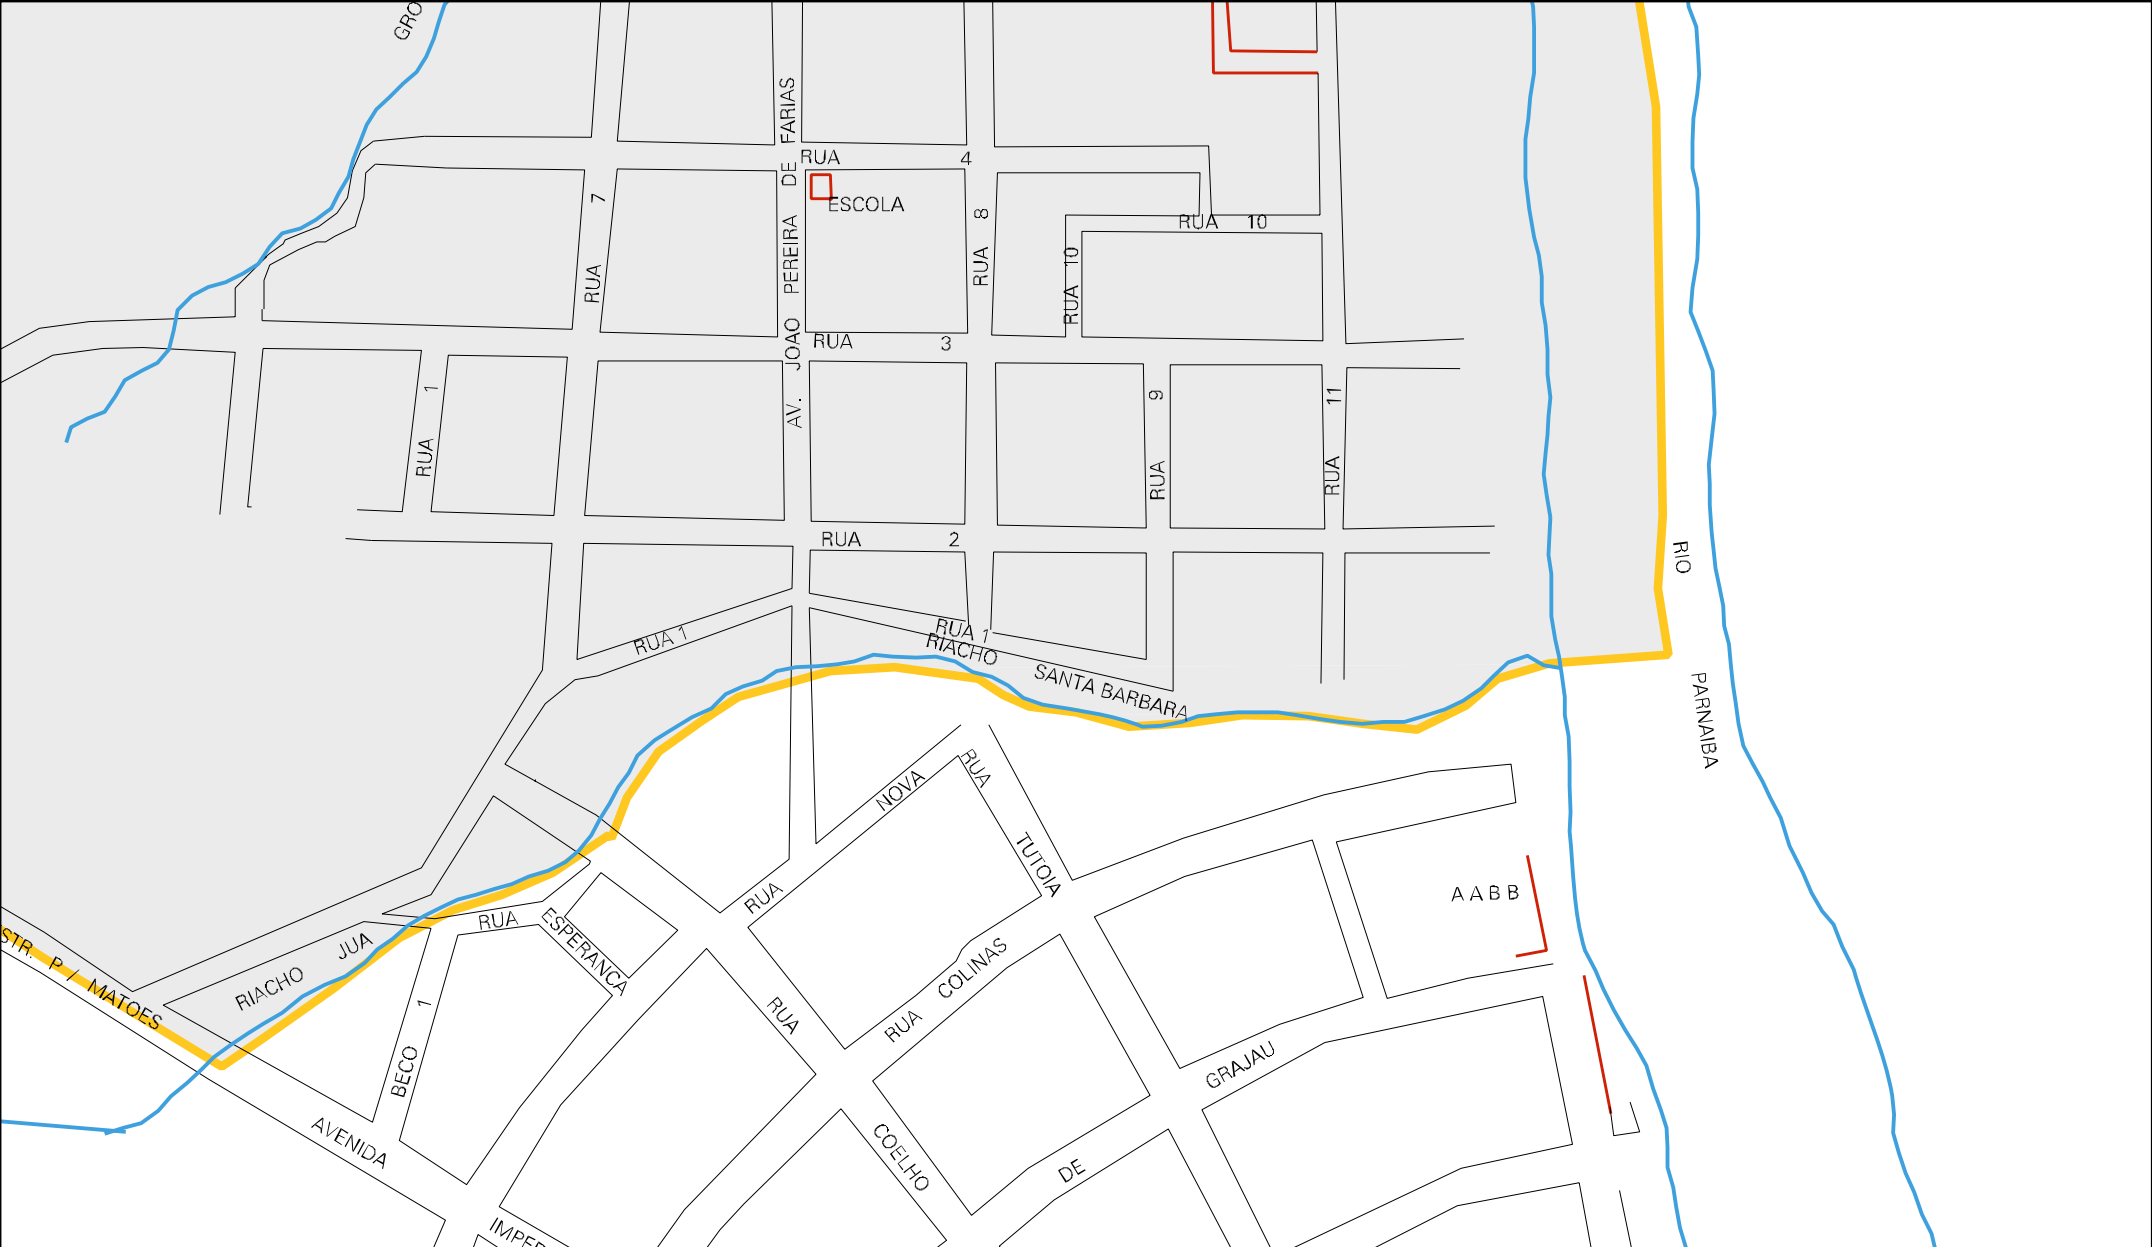 GRO
AV. JOAO PEREIRA DE FARIAS
RUA 4
ESCOLA
RUA 7
RUA 8
RUA 10
RUA 10
RUA 3
RUA 1
RUA 9
RUA 11
RUA 2
RUA 1
RUA 1
RIACHO SANTA BARBARA
RIO PARNAIBA
RUA NOVA
RUA TUTOIA
AABB
RUA ESPERANCA
RIACHO JUA
STR. P / MATOES
BECO 1
RUA COLINAS
RUA COELHO
GRAJAU
DE
AVENIDA
IMPER